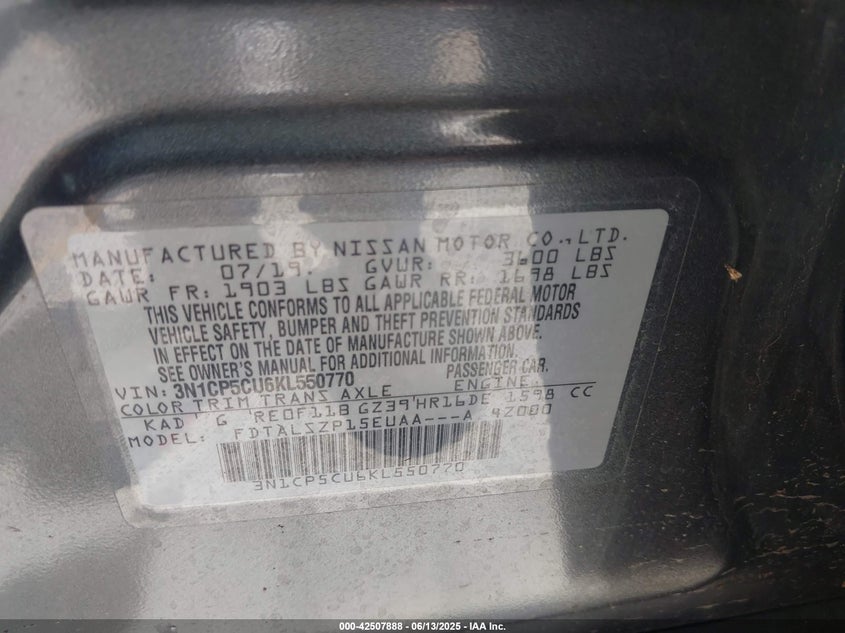 MANUFACTURED BY NISSAN MOTOR CO., LTD.
DATE: 07/19. GVWR: 3600 LBS
GAWR FR: 1903 LBS GAWR RR: 1698 LBS
THIS VEHICLE CONFORMS TO ALL APPLICABLE FEDERAL MOTOR
VEHICLE SAFETY, BUMPER AND THEFT PREVENTION STANDARDS
IN EFFECT ON THE DATE OF MANUFACTURE SHOWN ABOVE.
SEE OWNER'S MANUAL FOR ADDITIONAL INFORMATION.
VIN: 3N1CP5CU6KL550770 PASSENGER CAR.
COLOR TRIM TRANS AXLE ENGINE
KAD G RE0F11B GZ39 HR16DE 1598 CC
MODEL: FDTALSZP15EUAA---A 4Z000
3N1CP5CU6KL550770
000-42507888 - 06/13/2025 - IAA Inc.